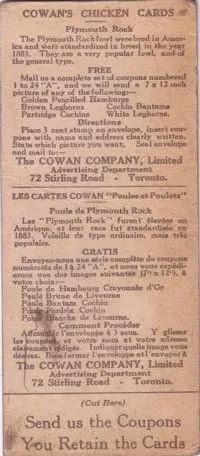 COWAN'S CHICKEN CARDS
Plymouth Rock
The Plymouth Rock fowl were bred in Amer-
ica and were standardized in breed in the year
1883. They are a very popular fowl, and of
the general type.
FREE
Mail us a complete set of coupons numbered
1 to 24 "A", and we will send a 7 x 12 inch
picture of any of the following:—
Golden Penciled Hamburgs
Brown Leghorns Cochin Bantams
Partridge Cochins White Leghorns.
Directions
Place 3 cent stamp on envelope, insert cou-
pons with name and address clearly written.
State which picture you want. Seal envelope
and mail to:—
The COWAN COMPANY, Limited
Advertising Department
72 Stirling Road - Toronto.
LES CARTES COWAN "Poules et Poulets"
Poule de Plymouth Rock
Les "Plymouth Rock" furent élevées en
Amérique, et leur race fut standardisée en
1883. Volaille de type ordinaire, mais très
populaire.
GRATIS
Envoyez-nous une série complète de coupons
numérotés de 1 à 24 "A", et nous vous expédi-
erons une des images suivantes (7" x 12"), à
votre choix:—
Poule de Hambourg Crayonnée d'Or
Poule Brune de Livourne
Poule Bantam Cochin
Poule Perdrix Cochin
Poule Blanche de Livourne.
Comment Procéder
Affranchir l'enveloppe à 3 sous. Y glisser
les coupons et votre nom et votre adresse
clairement rédigés. Indiquer quelle image vous
désirez. Bien fermer l'enveloppe et l'envoyer à
The COWAN COMPANY, Limited
Advertising Department
72 Stirling Road - Toronto.
(Cut Here)
Send us the Coupons
You Retain the Cards